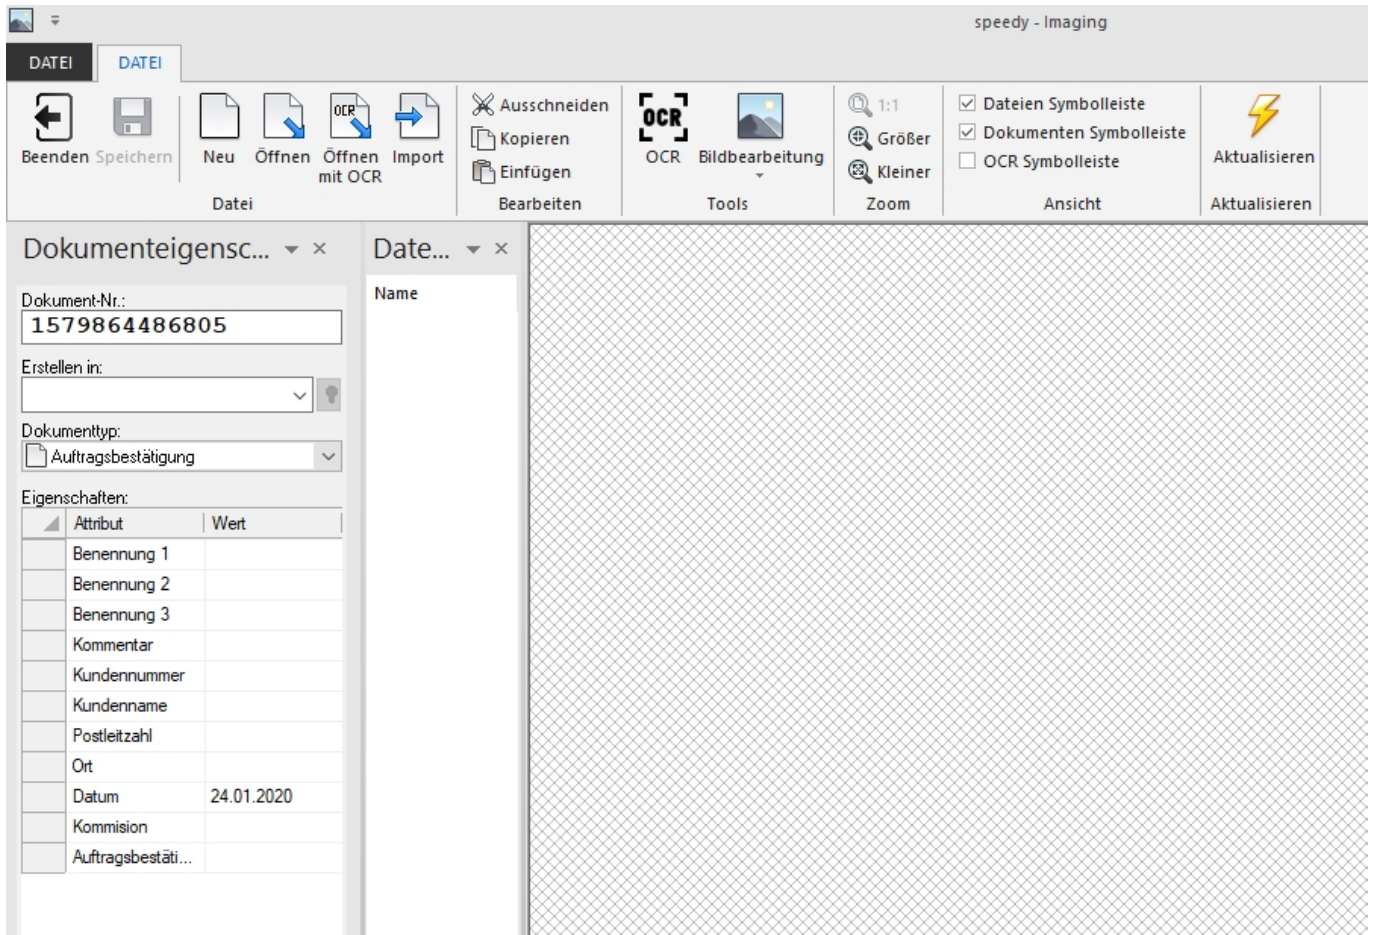 speedy - Imaging
DATEI DATEI
Beenden Speichern Neu Öffnen Öffnen mit OCR Import
Datei
Ausschneiden
Kopieren
Einfügen
Bearbeiten
OCR
OCR Bildbearbeitung
Tools
1:1
Größer
Kleiner
Zoom
Dateien Symbolleiste
Dokumenten Symbolleiste
OCR Symbolleiste
Ansicht
Aktualisieren
Aktualisieren
Dokumenteigensc...
Dokument-Nr.:
1579864486805
Erstellen in:
Dokumenttyp:
Auftragsbestätigung
Eigenschaften:
Attribut Wert
Benennung 1
Benennung 2
Benennung 3
Kommentar
Kundennummer
Kundenname
Postleitzahl
Ort
Datum 24.01.2020
Kommision
Auftragsbestäti...
Date...
Name